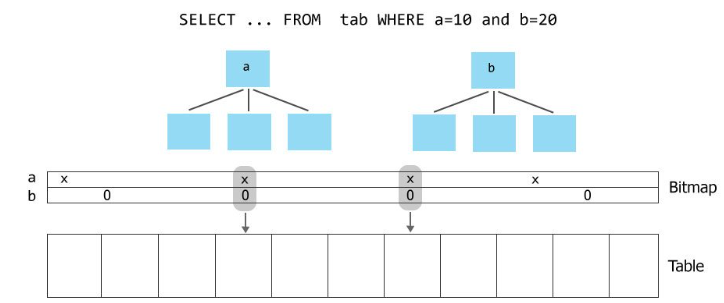 SELECT ... FROM  tab WHERE a=10 and b=20
a b
a x x x x
b 0 0 0 0
Bitmap
Table